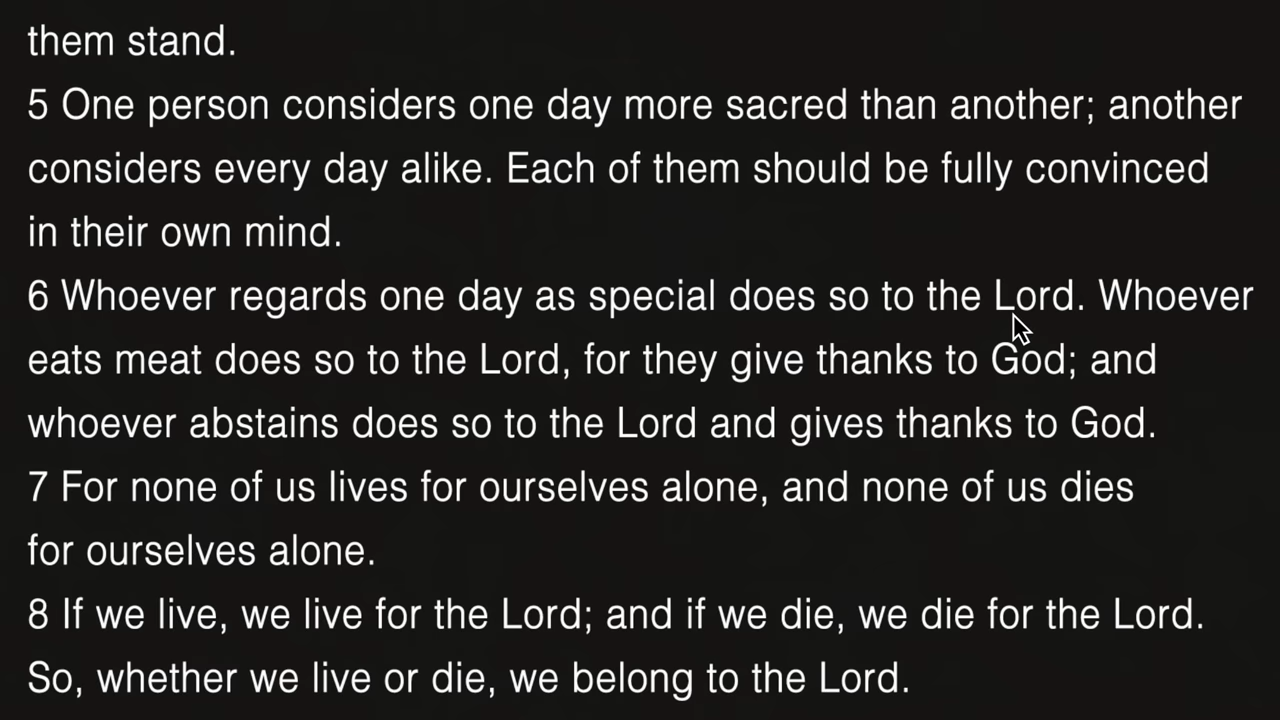 them stand.
5 One person considers one day more sacred than another; another
considers every day alike. Each of them should be fully convinced
in their own mind.
6 Whoever regards one day as special does so to the Lord. Whoever
eats meat does so to the Lord, for they give thanks to God; and
whoever abstains does so to the Lord and gives thanks to God.
7 For none of us lives for ourselves alone, and none of us dies
for ourselves alone.
8 If we live, we live for the Lord; and if we die, we die for the Lord.
So, whether we live or die, we belong to the Lord.